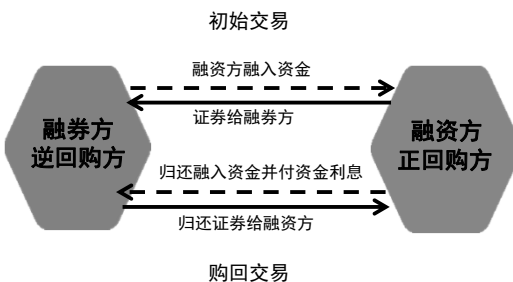 初始交易
融资方融入资金
证券给融券方
融券方
逆回购方
融资方
正回购方
归还融入资金并付资金利息
归还证券给融资方
购回交易